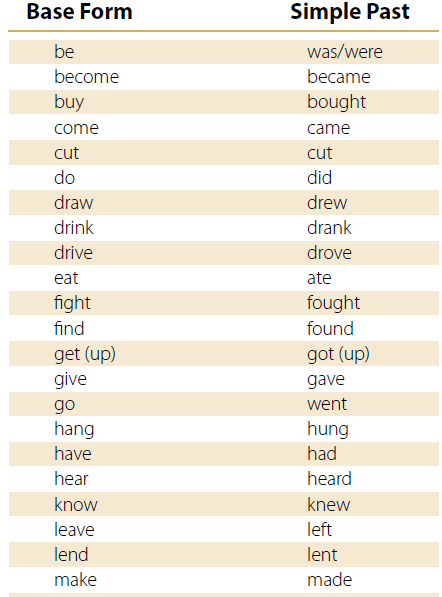 Base Form Simple Past
be was/were
become became
buy bought
come came
cut cut
do did
draw drew
drink drank
drive drove
eat ate
fight fought
find found
get (up) got (up)
give gave
go went
hang hung
have had
hear heard
know knew
leave left
lend lent
make made